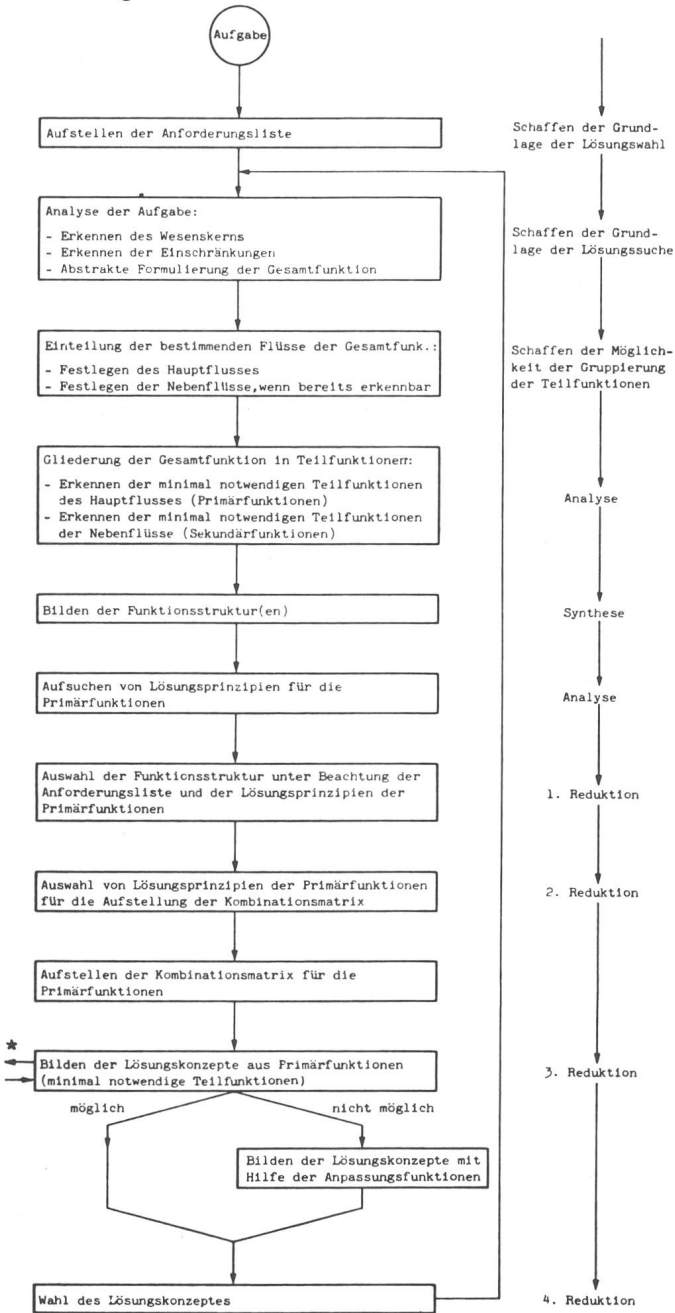 Aufgabe
Aufstellen der Anforderungsliste
Schaffen der Grund-
lage der Lösungswahl
Analyse der Aufgabe:
- Erkennen des Wesenskerns
- Erkennen der Einschränkungen
- Abstrakte Formulierung der Gesamtfunktion
Schaffen der Grund-
lage der Lösungssuche
Einteilung der bestimmenden Flüsse der Gesamtfunk.:
- Festlegen des Hauptflusses
- Festlegen der Nebenflüsse,wenn bereits erkennbar
Schaffen der Möglich-
keit der Gruppierung
der Teilfunktionen
Gliederung der Gesamtfunktion in Teilfunktionen:
- Erkennen der minimal notwendigen Teilfunktionen
des Hauptflusses (Primärfunktionen)
- Erkennen der minimal notwendigen Teilfunktionen
der Nebenflüsse (Sekundärfunktionen)
Analyse
Bilden der Funktionsstruktur(en)
Synthese
Aufsuchen von Lösungsprinzipien für die
Primärfunktionen
Analyse
Auswahl der Funktionsstruktur unter Beachtung der
Anforderungsliste und der Lösungsprinzipien der
Primärfunktionen
1. Reduktion
Auswahl von Lösungsprinzipien der Primärfunktionen
für die Aufstellung der Kombinationsmatrix
2. Reduktion
Aufstellen der Kombinationsmatrix für die
Primärfunktionen
*
Bilden der Lösungskonzepte aus Primärfunktionen
(minimal notwendige Teilfunktionen)
3. Reduktion
möglich
nicht möglich
Bilden der Lösungskonzepte mit
Hilfe der Anpassungsfunktionen
Wahl des Lösungskonzeptes
4. Reduktion